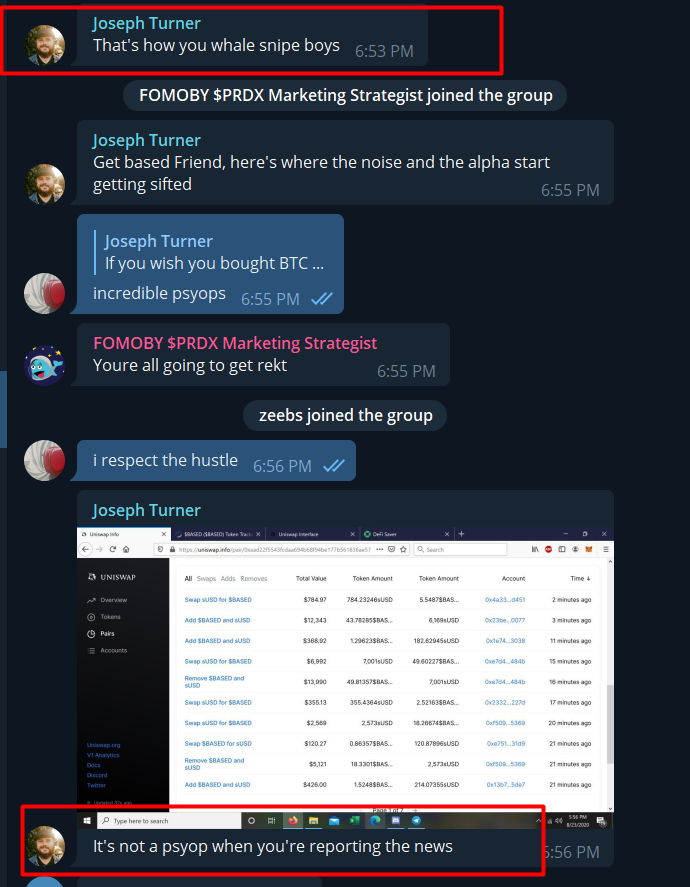 Joseph Turner
That's how you whale snipe boys 6:53 PM
FOMOBY $PRDX Marketing Strategist joined the group
Joseph Turner
Get based Friend, here's where the noise and the alpha start
getting sifted 6:55 PM
Joseph Turner
If you wish you bought BTC ...
incredible psyops 6:55 PM
FOMOBY $PRDX Marketing Strategist
Youre all going to get rekt 6:55 PM
zeebs joined the group
i respect the hustle 6:56 PM
Joseph Turner
Uniswap Info $BASED ($BASED) Token Track Uniswap Interface DeFi Saver
Search
UNISWAP
Overview
Tokens
Pairs
Accounts
Uniswap.org
V1 Analytics
Docs
Discord
Twitter
Updated 32s ago
All Swaps Adds Removes Total Value Token Amount Token Amount Account Time ↓
Swap sUSD for $BASED $784.97 784.23246sUSD 5.5487$BAS... 0x4a33...d451 2 minutes ago
Add $BASED and sUSD $12,343 43.78285$BAS... 6,169sUSD 0x23be...0077 3 minutes ago
Add $BASED and sUSD $368.92 1.29623$BAS... 182.62945sUSD 0x1e74...3038 11 minutes ago
Swap sUSD for $BASED $6,992 7,001sUSD 49.60227$BAS... 0xe7d4...484b 15 minutes ago
Remove $BASED and
sUSD $13,990 49.81357$BAS... 7,001sUSD 0xe7d4...484b 16 minutes ago
Swap sUSD for $BASED $355.13 355.4364sUSD 2.52163$BAS... 0x2332...227d 17 minutes ago
Swap sUSD for $BASED $2,569 2,573sUSD 18.26674$BAS... 0xf509...5369 20 minutes ago
Swap $BASED for sUSD $120.27 0.86357$BAS... 120.87896sUSD 0xe751...31d9 21 minutes ago
Remove $BASED and
sUSD $5,121 18.3301$BAS... 2,573sUSD 0xf509...5369 21 minutes ago
Add $BASED and sUSD $426.00 1.5248$BAS... 214.07355sUSD 0x13b7...5de7 21 minutes ago
Page 1 of 7
Type here to search
5:56 PM
8/23/2020
It's not a psyop when you're reporting the news 6:56 PM